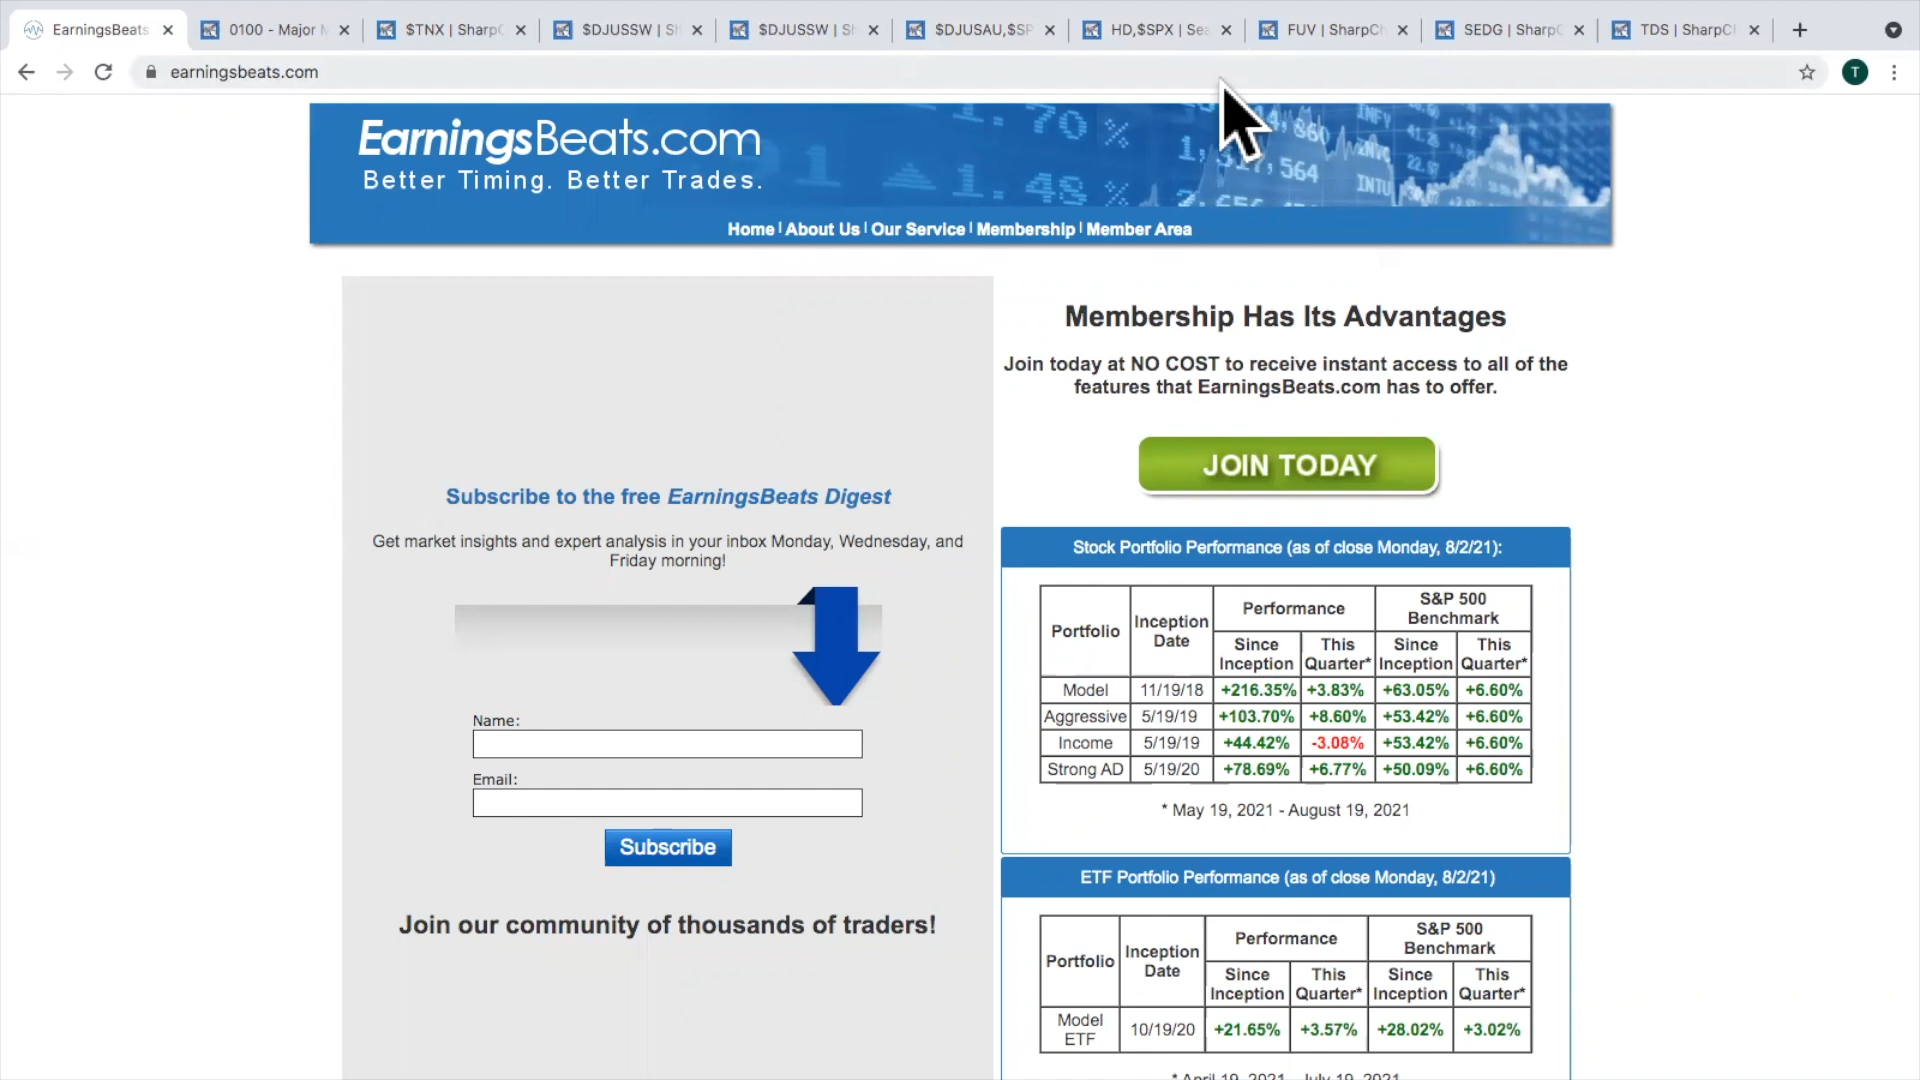 EarningsBeats
0100 - Major
$TNX | Sharp
$DJUSSW | S
$DJUSSW | S
$DJUSAU,$SP
HD,$SPX | Sea
FUV | SharpC
SEDG | Sharp
TDS | SharpC
earningsbeats.com
T
EarningsBeats.com
Better Timing. Better Trades.
Home | About Us | Our Service | Membership | Member Area
Subscribe to the free EarningsBeats Digest
Get market insights and expert analysis in your inbox Monday, Wednesday, and
Friday morning!
Name:
Email:
Subscribe
Join our community of thousands of traders!
Membership Has Its Advantages
Join today at NO COST to receive instant access to all of the
features that EarningsBeats.com has to offer.
JOIN TODAY
Stock Portfolio Performance (as of close Monday, 8/2/21):
Portfolio Inception Date Performance S&P 500 Benchmark
Since Inception This Quarter* Since Inception This Quarter*
Model 11/19/18 +216.35% +3.83% +63.05% +6.60%
Aggressive 5/19/19 +103.70% +8.60% +53.42% +6.60%
Income 5/19/19 +44.42% -3.08% +53.42% +6.60%
Strong AD 5/19/20 +78.69% +6.77% +50.09% +6.60%
* May 19, 2021 - August 19, 2021
ETF Portfolio Performance (as of close Monday, 8/2/21)
Portfolio Inception Date Performance S&P 500 Benchmark
Since Inception This Quarter* Since Inception This Quarter*
Model ETF 10/19/20 +21.65% +3.57% +28.02% +3.02%
* April 19, 2021 - July 19, 2021